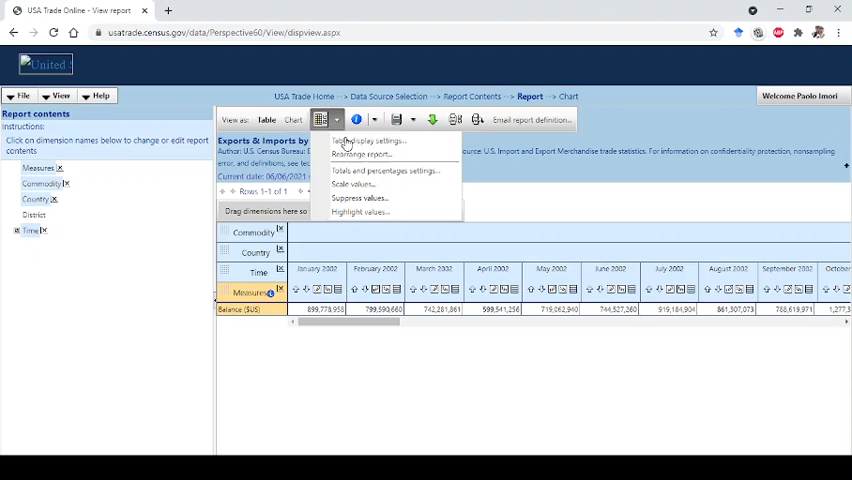 USA Trade Online - View report
usatrade.census.gov/data/Perspective60/View/dispview.aspx
United S
File View Help
USA Trade Home --> Data Source Selection --> Report Contents --> Report --> Chart
Welcome Paolo Imori
Report contents
Instructions:
Click on dimension names below to change or edit report
contents
Measures
Commodity
Country
District
Time
View as: Table Chart
Email report definition...
Table display settings...
Rearrange report...
Totals and percentages settings...
Scale values...
Suppress values...
Highlight values...
Exports & Imports by
Author: U.S. Census Bureau
urce: U.S. Import and Export Merchandise trade statistics. For information on confidentiality protection, nonsampling
error, and definitions, see tec
Current date: 06/06/2021
Rows 1-1 of 1
Drag dimensions here so
Commodity
Country
Time January 2002 February 2002 March 2002 April 2002 May 2002 June 2002 July 2002 August 2002 September 2002 October
Measures
Balance ($US) 899,778,958 799,590,660 742,281,861 599,541,256 719,062,940 744,527,260 919,184,904 861,307,073 788,619,971 1,277,3